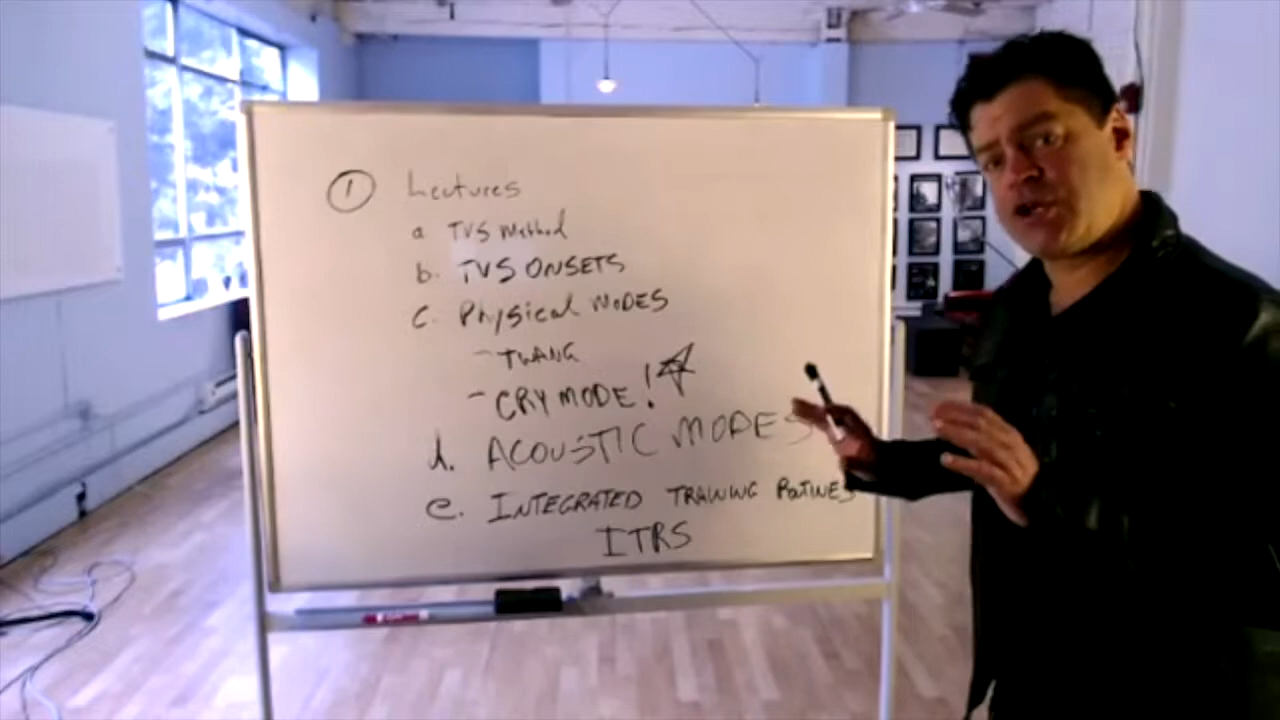 ① Lectures
a TVS Method
b. TVS ONSETS
c. Physical MODES
- TWANG
- CRY MODE!
d. ACOUSTIC MODES
e. INTEGRATED TRAINING ROUTINES
ITRS